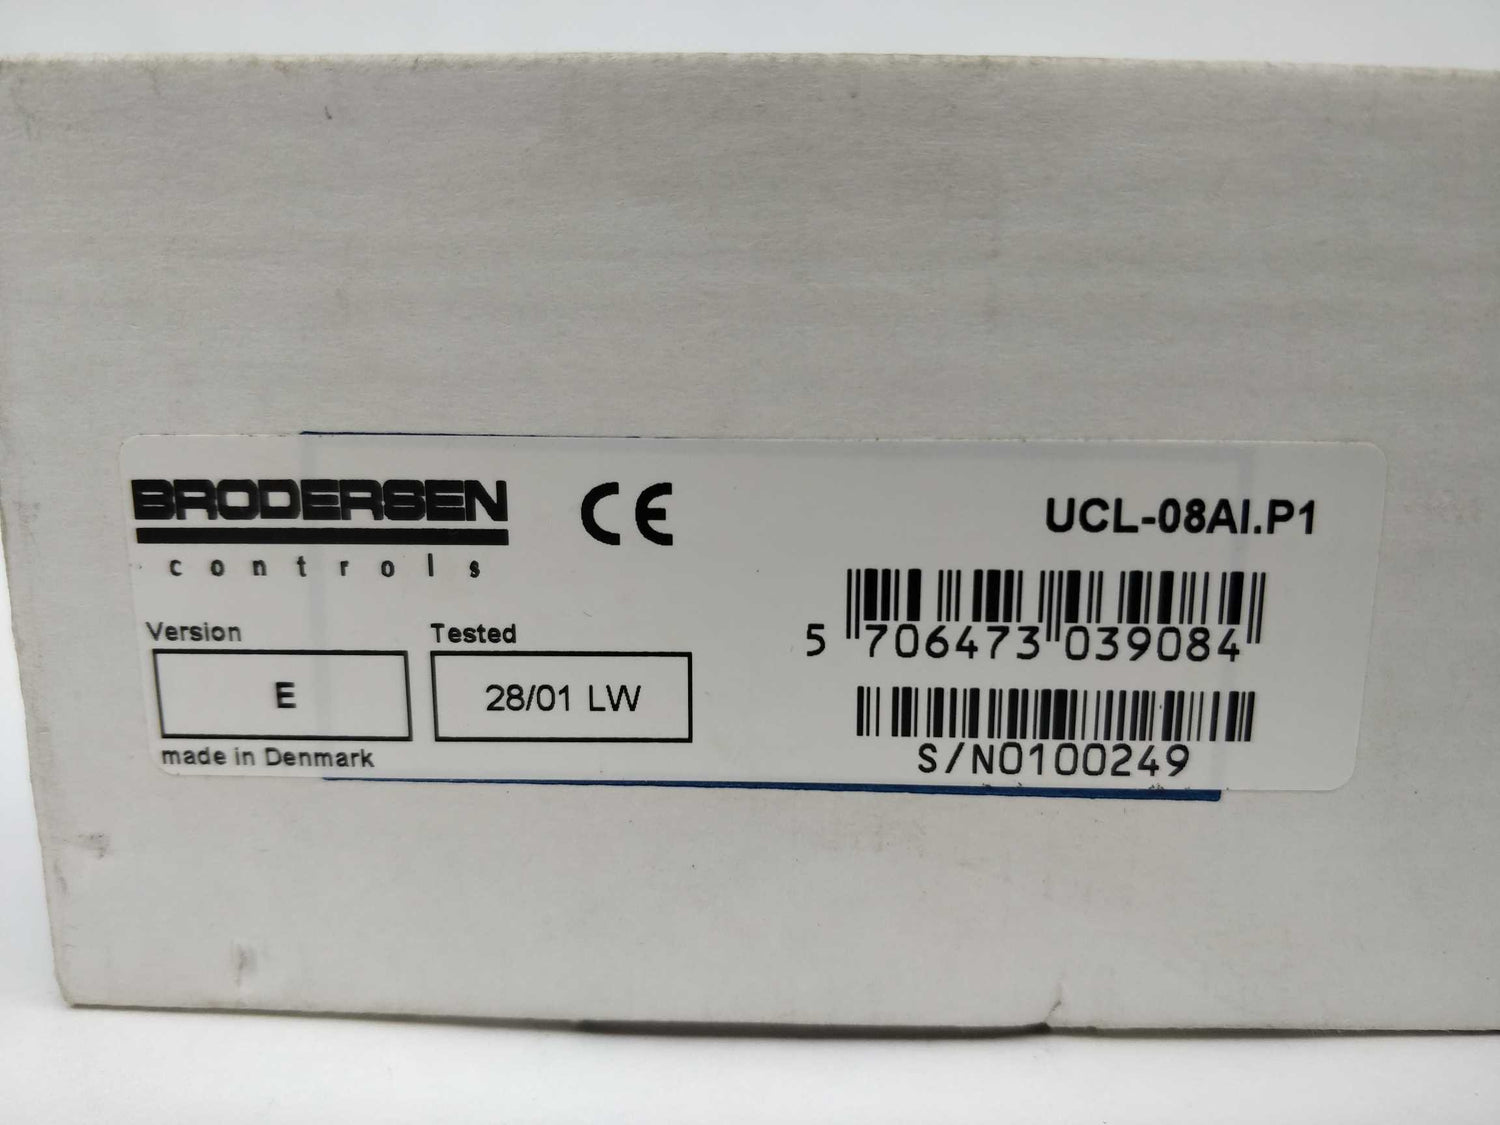 BRODERSEN
controls
CE
UCL-08AI.P1
5 706473 039084
Version
Tested
E
28/01 LW
S/N0100249
made in Denmark